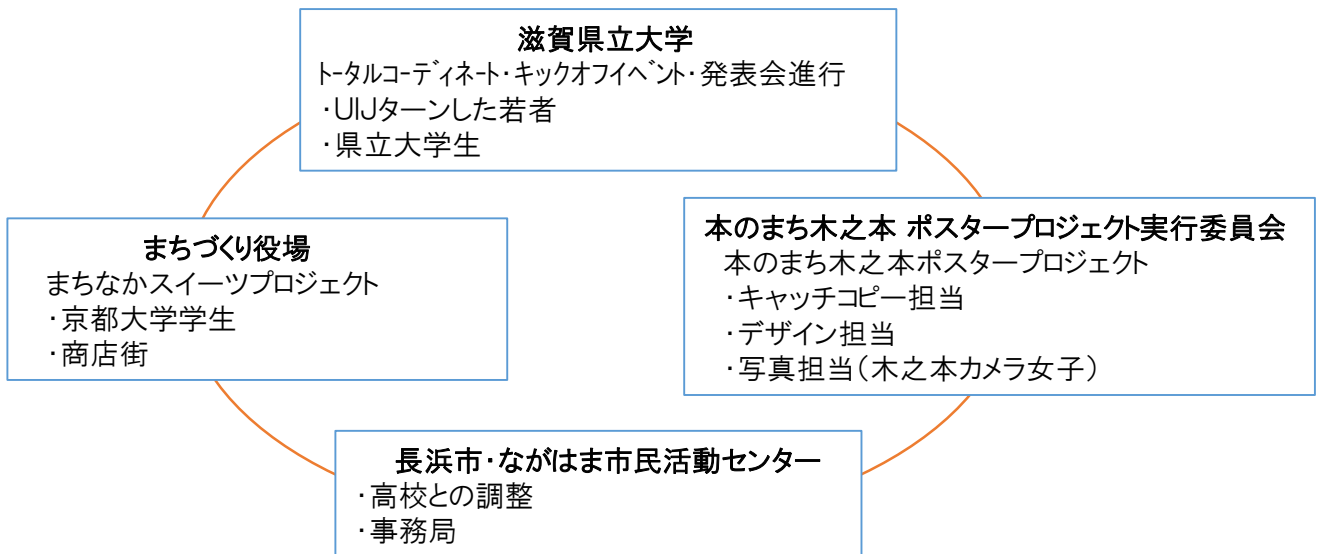 滋賀県立大学
ﾄｰﾀﾙｺｰﾃﾞｨﾈｰﾄ・キックオフイベント・発表会進行
・UIJターンした若者
・県立大学生
まちづくり役場
まちなかスイーツプロジェクト
・京都大学学生
・商店街
本のまち木之本 ポスタープロジェクト実行委員会
本のまち木之本ポスタープロジェクト
・キャッチコピー担当
・デザイン担当
・写真担当（木之本カメラ女子）
長浜市・ながはま市民活動センター
・高校との調整
・事務局